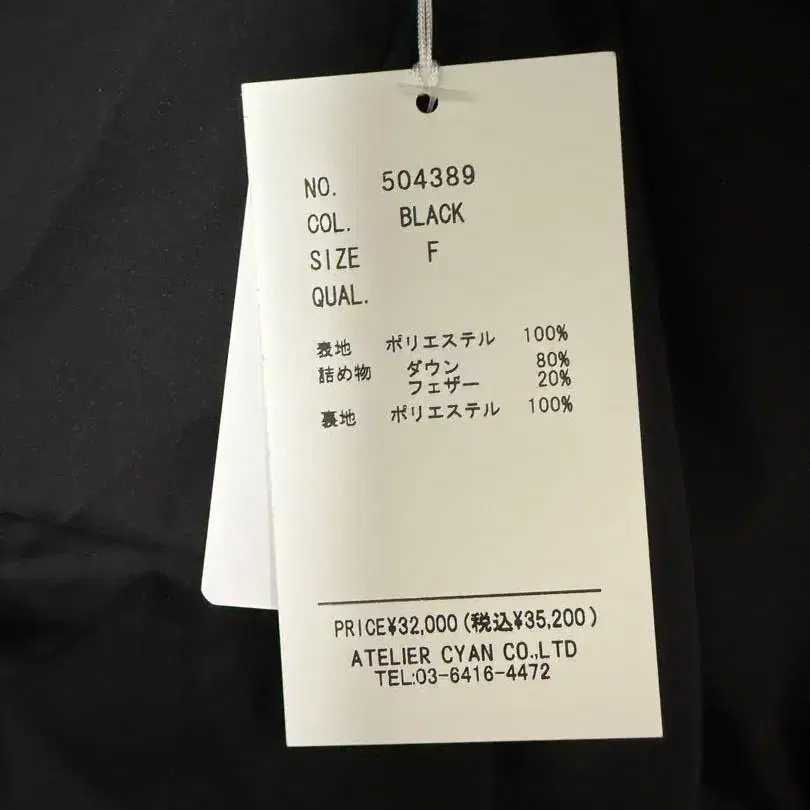 NO. 504389
COL. BLACK
SIZE F
QUAL.
表地 ポリエステル 100%
詰め物 ダウン 80%
フェザー 20%
裏地 ポリエステル 100%
PRICE¥32,000(税込¥35,200)
ATELIER CYAN CO.,LTD
TEL:03-6416-4472